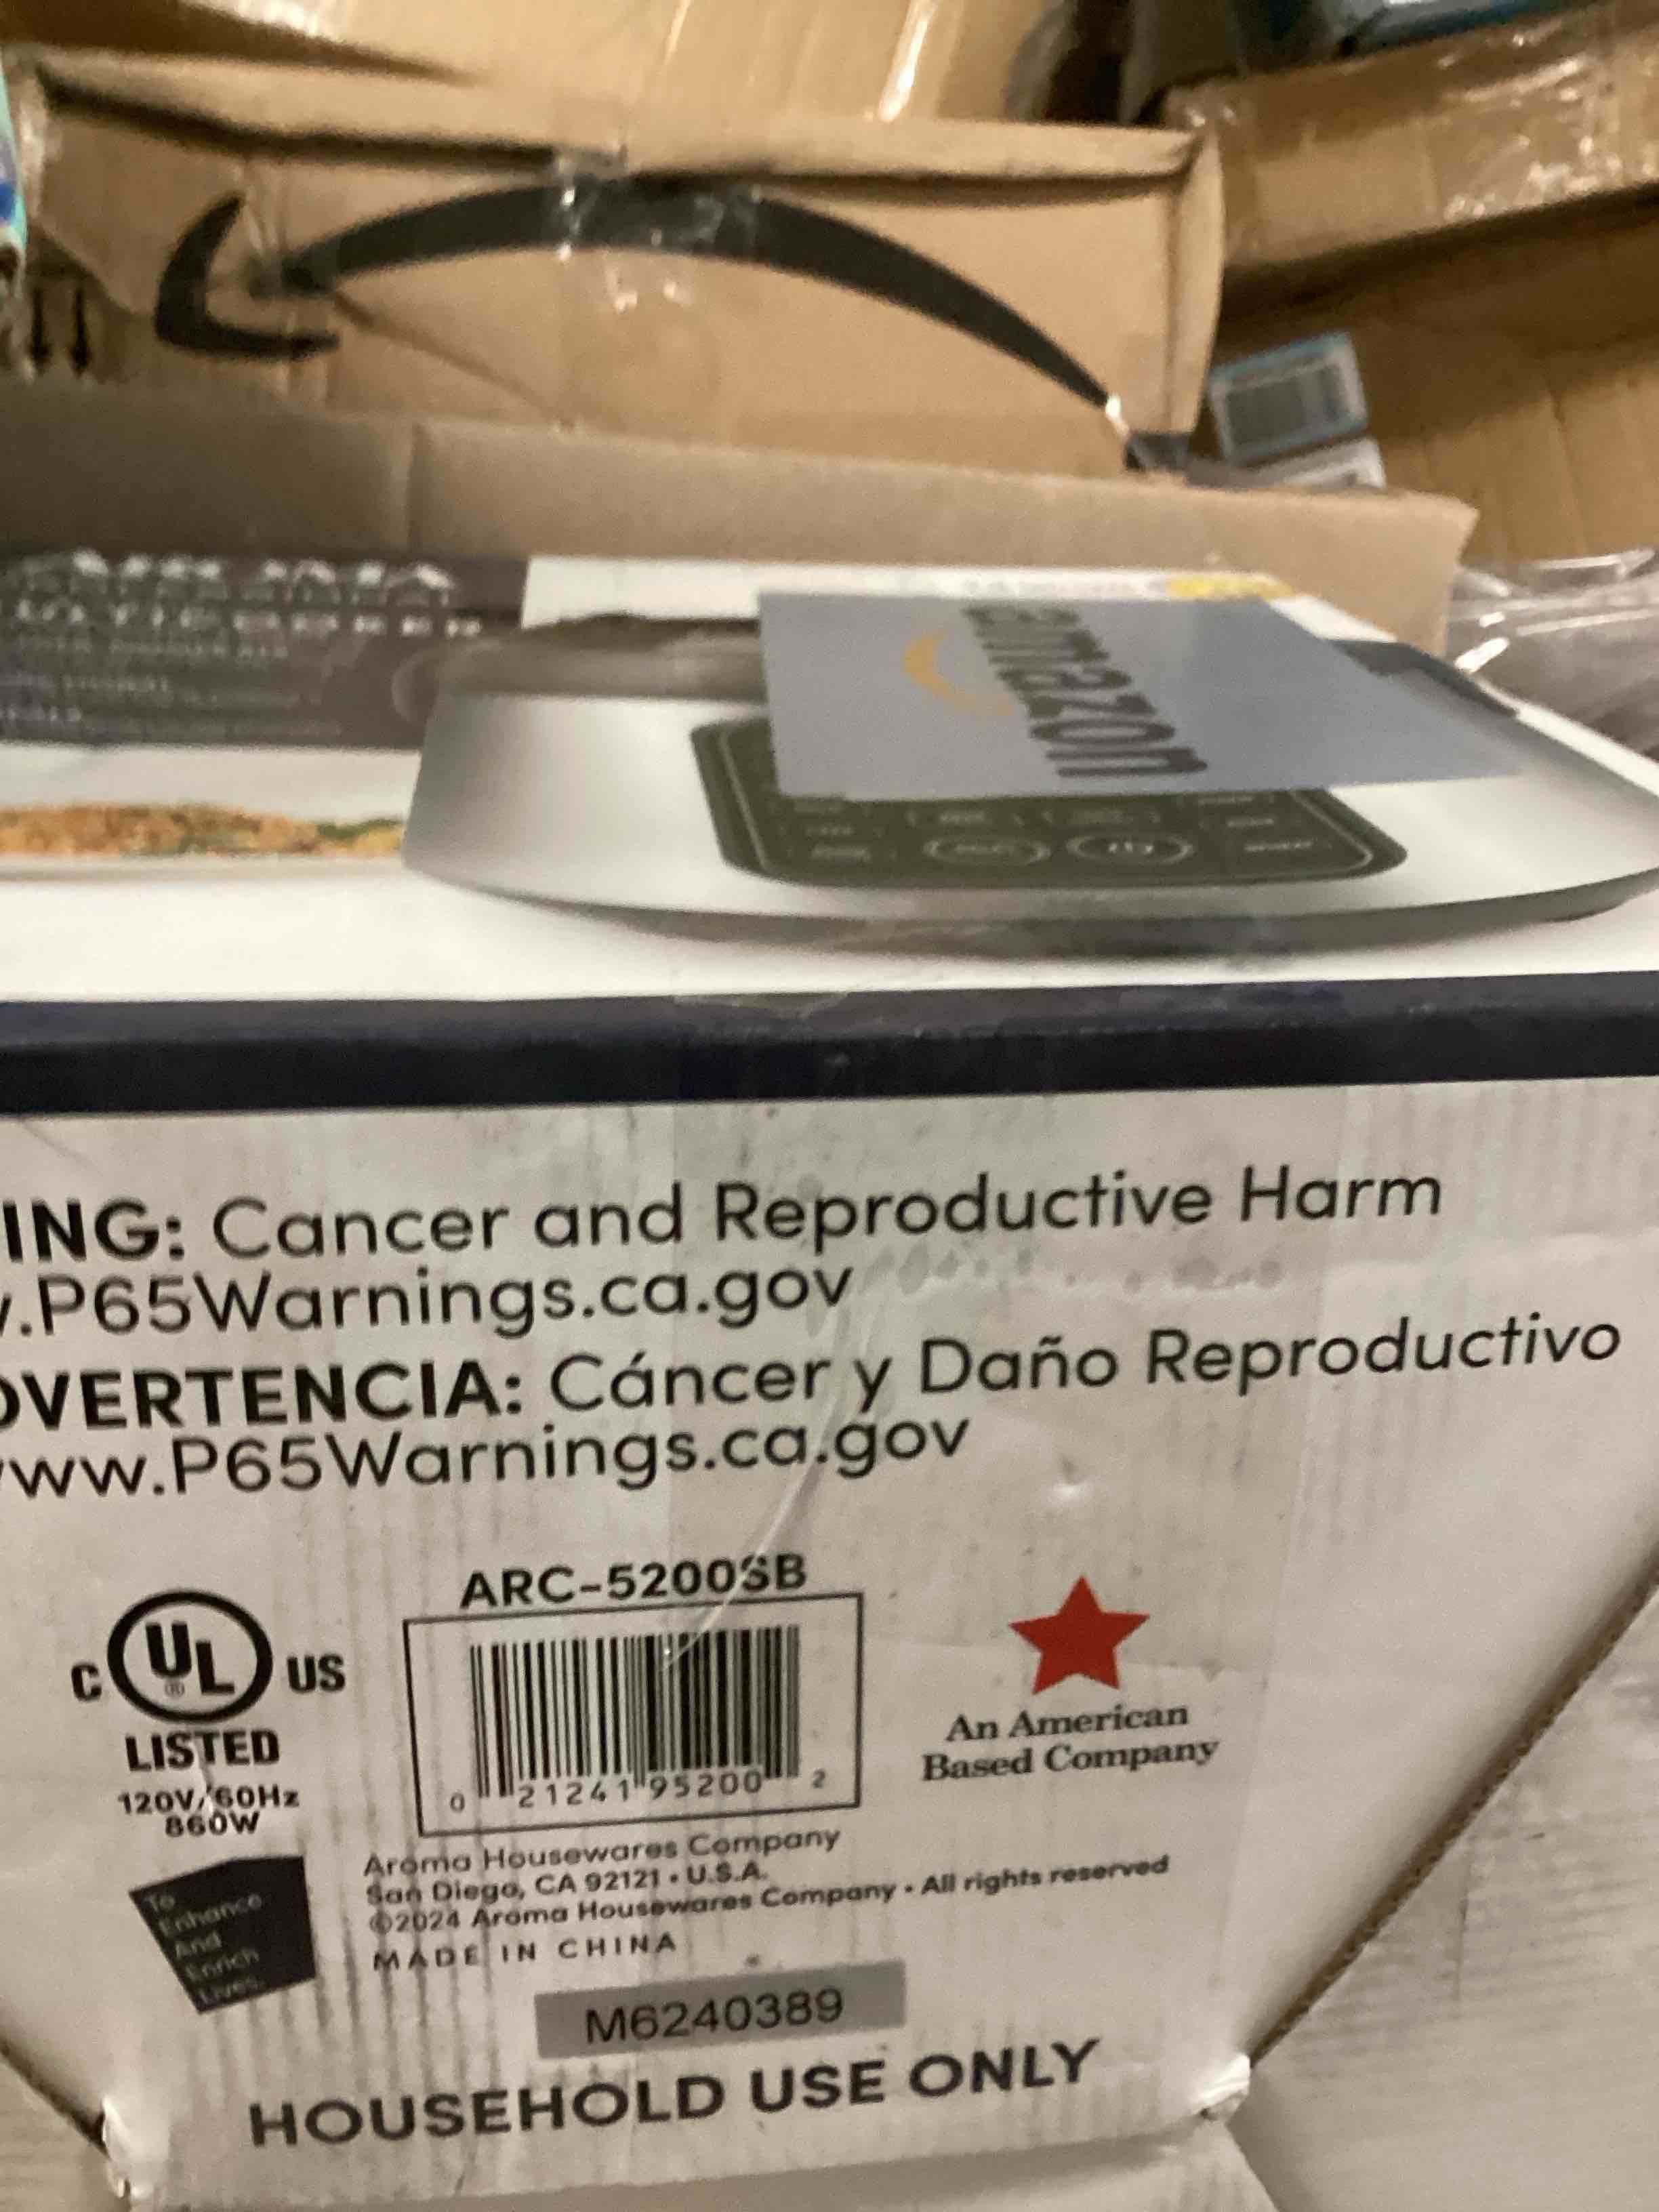 amazon
ING: Cancer and Reproductive Harm
.P65Warnings.ca.gov
VERTENCIA: Cáncer y Daño Reproductivo
ww.P65Warnings.ca.gov
ARC-5200SB
C UL US
®
LISTED
120V/60Hz
860W
0 21241 95200 2
An American
Based Company
Aroma Housewares Company
San Diego, CA 92121 • U.S.A.
©2024 Aroma Housewares Company • All rights reserved
MADE IN CHINA
To
Enhance
And
Enrich
Lives.
M6240389
HOUSEHOLD USE ONLY